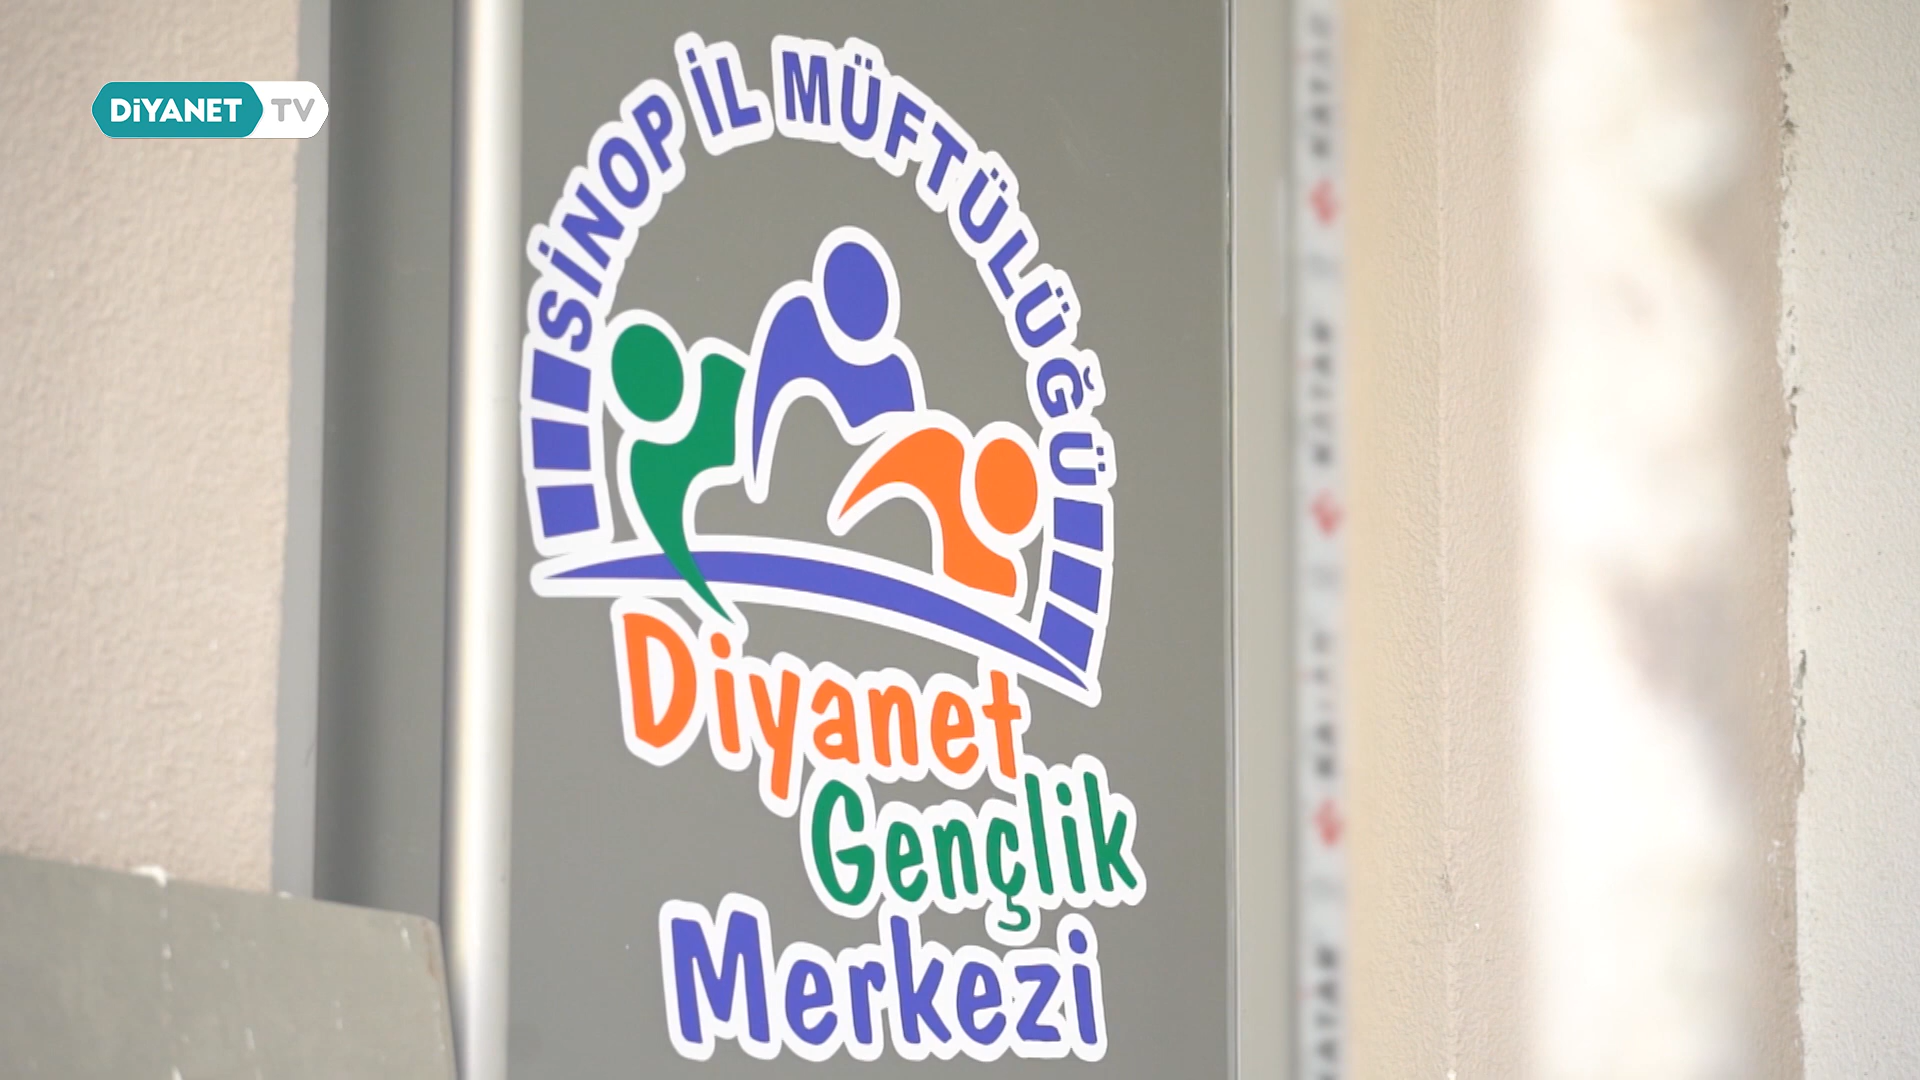 DİYANET TV
SİNOP İL MÜFTÜLÜĞÜ
Diyanet
Gençlik
Merkezi